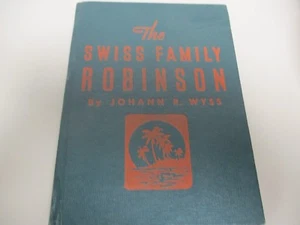 The
SWISS FAMILY
ROBINSON
By JOHANN R. WYSS